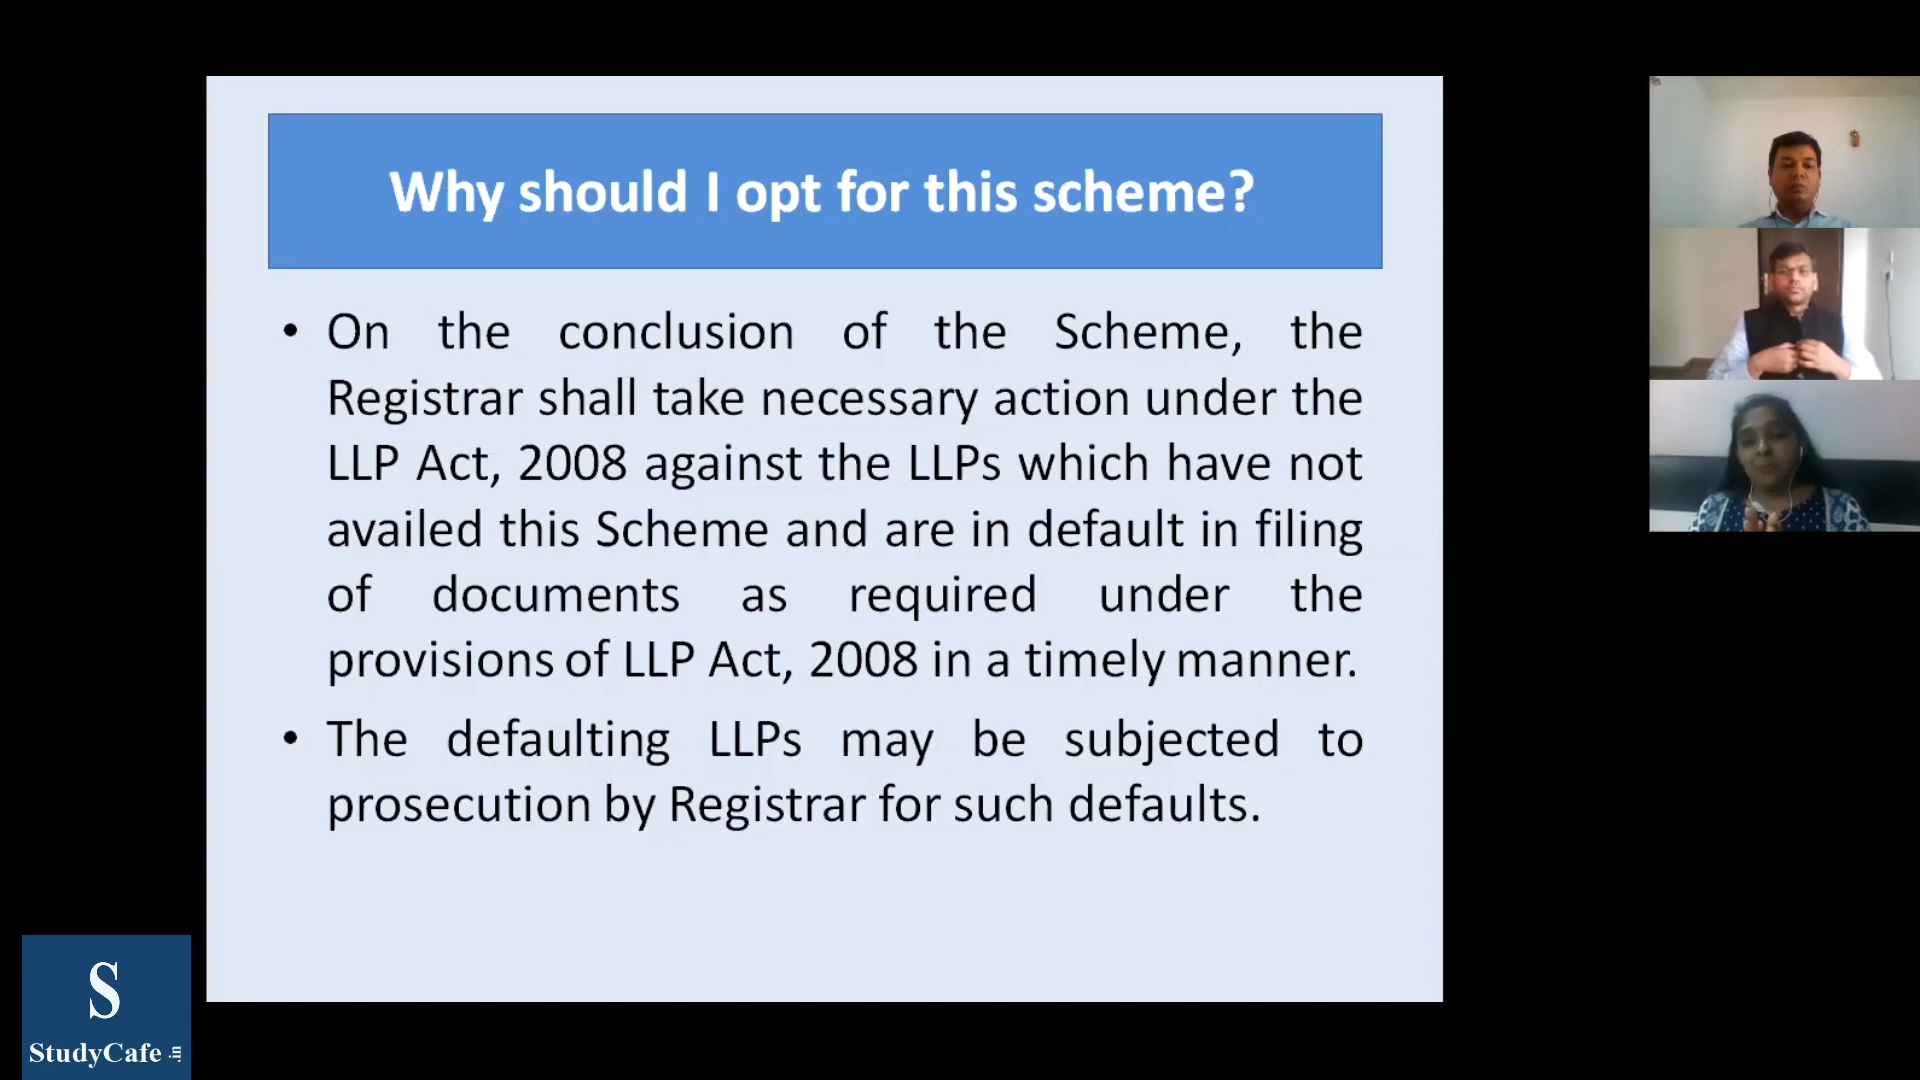 Why should I opt for this scheme?
• On the conclusion of the Scheme, the
Registrar shall take necessary action under the
LLP Act, 2008 against the LLPs which have not
availed this Scheme and are in default in filing
of documents as required under the
provisions of LLP Act, 2008 in a timely manner.
• The defaulting LLPs may be subjected to
prosecution by Registrar for such defaults.
S
StudyCafe .in